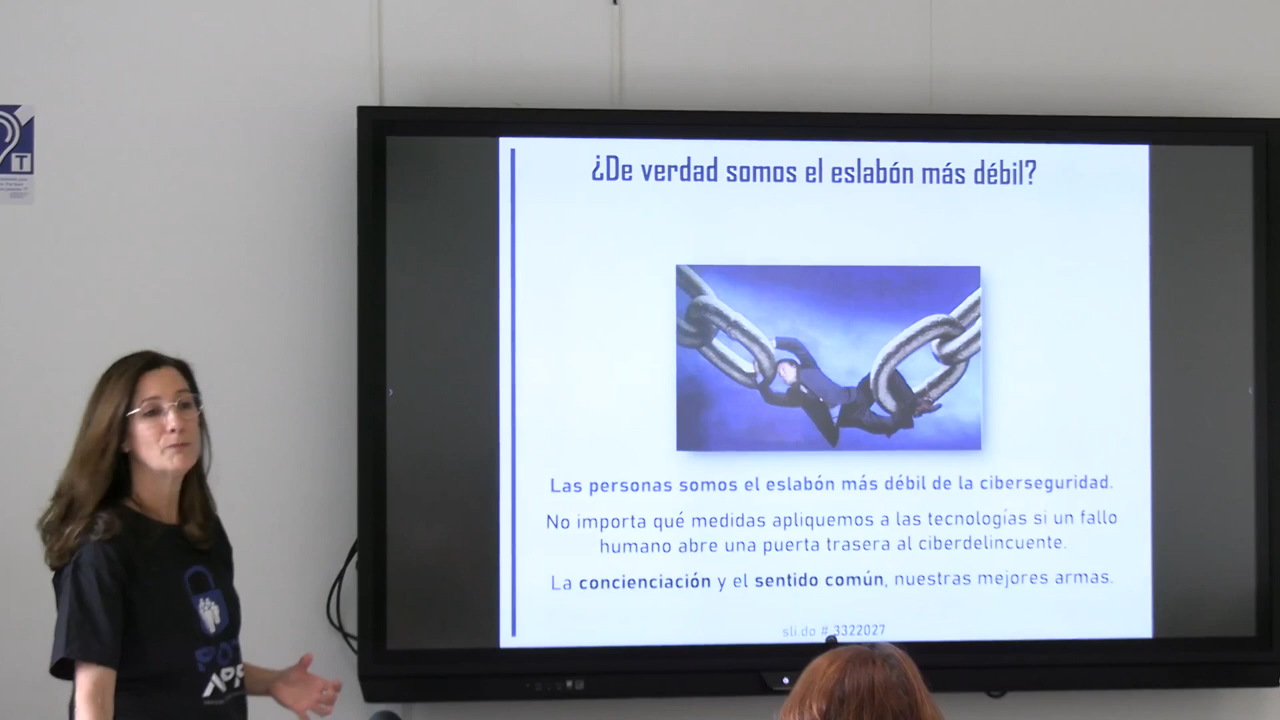 T
¿De verdad somos el eslabón más débil?
Las personas somos el eslabón más débil de la ciberseguridad.
No importa qué medidas apliquemos a las tecnologías si un fallo
humano abre una puerta trasera al ciberdelincuente.
La concienciación y el sentido común, nuestras mejores armas.
sli.do # 3322027